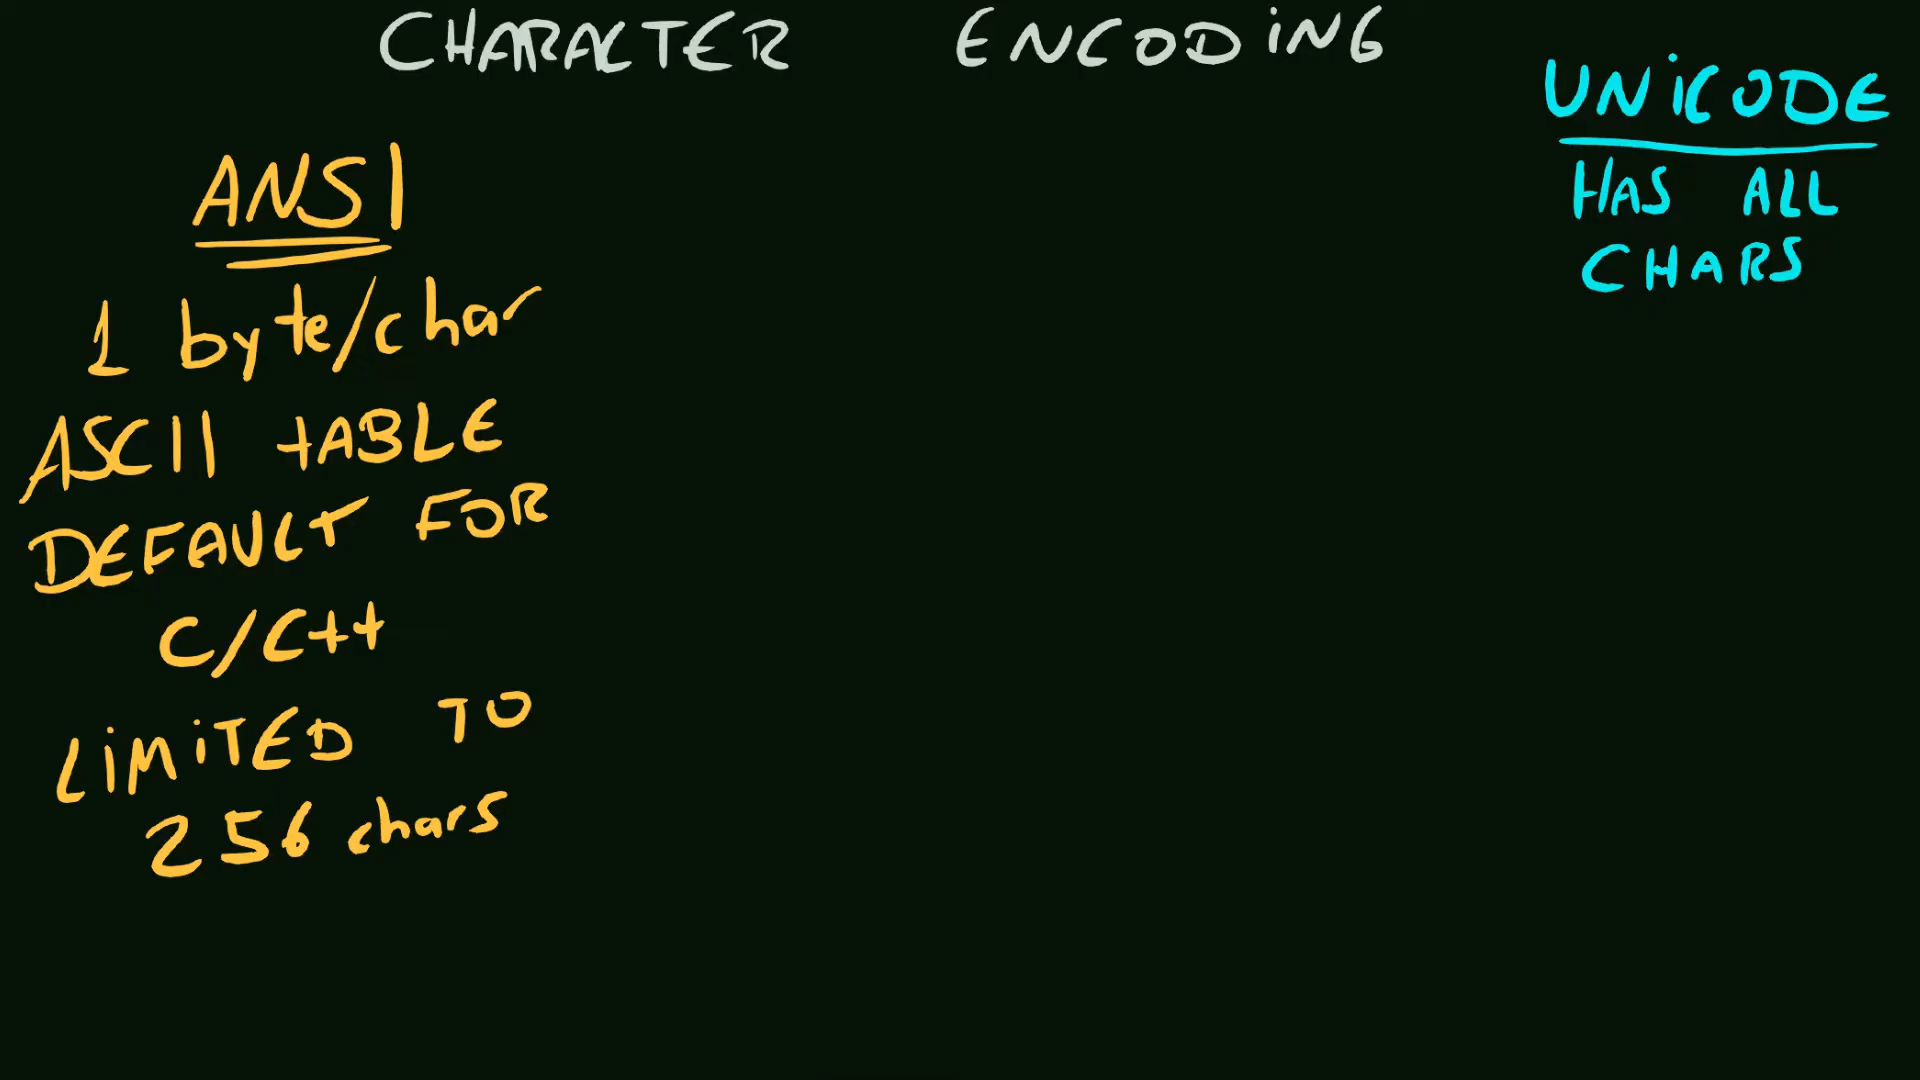 CHARACTER ENCODING
ANSI
1 byte/char
ASCII tABLE
DEFAULT FOR
C/C++
LiMiTED TO
256 chars
UNiCODE
HAS ALL
CHARS